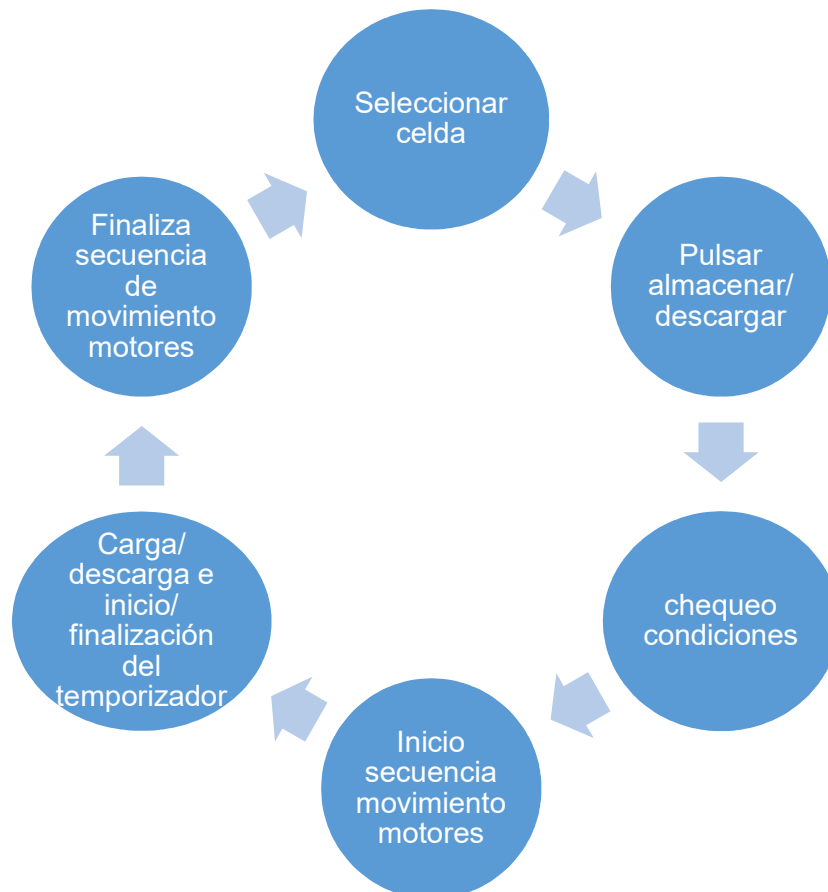 Seleccionar
celda
Pulsar
almacenar/
descargar
chequeo
condiciones
Inicio
secuencia
movimiento
motores
Carga/
descarga e
inicio/
finalización
del
temporizador
Finaliza
secuencia
de
movimiento
motores